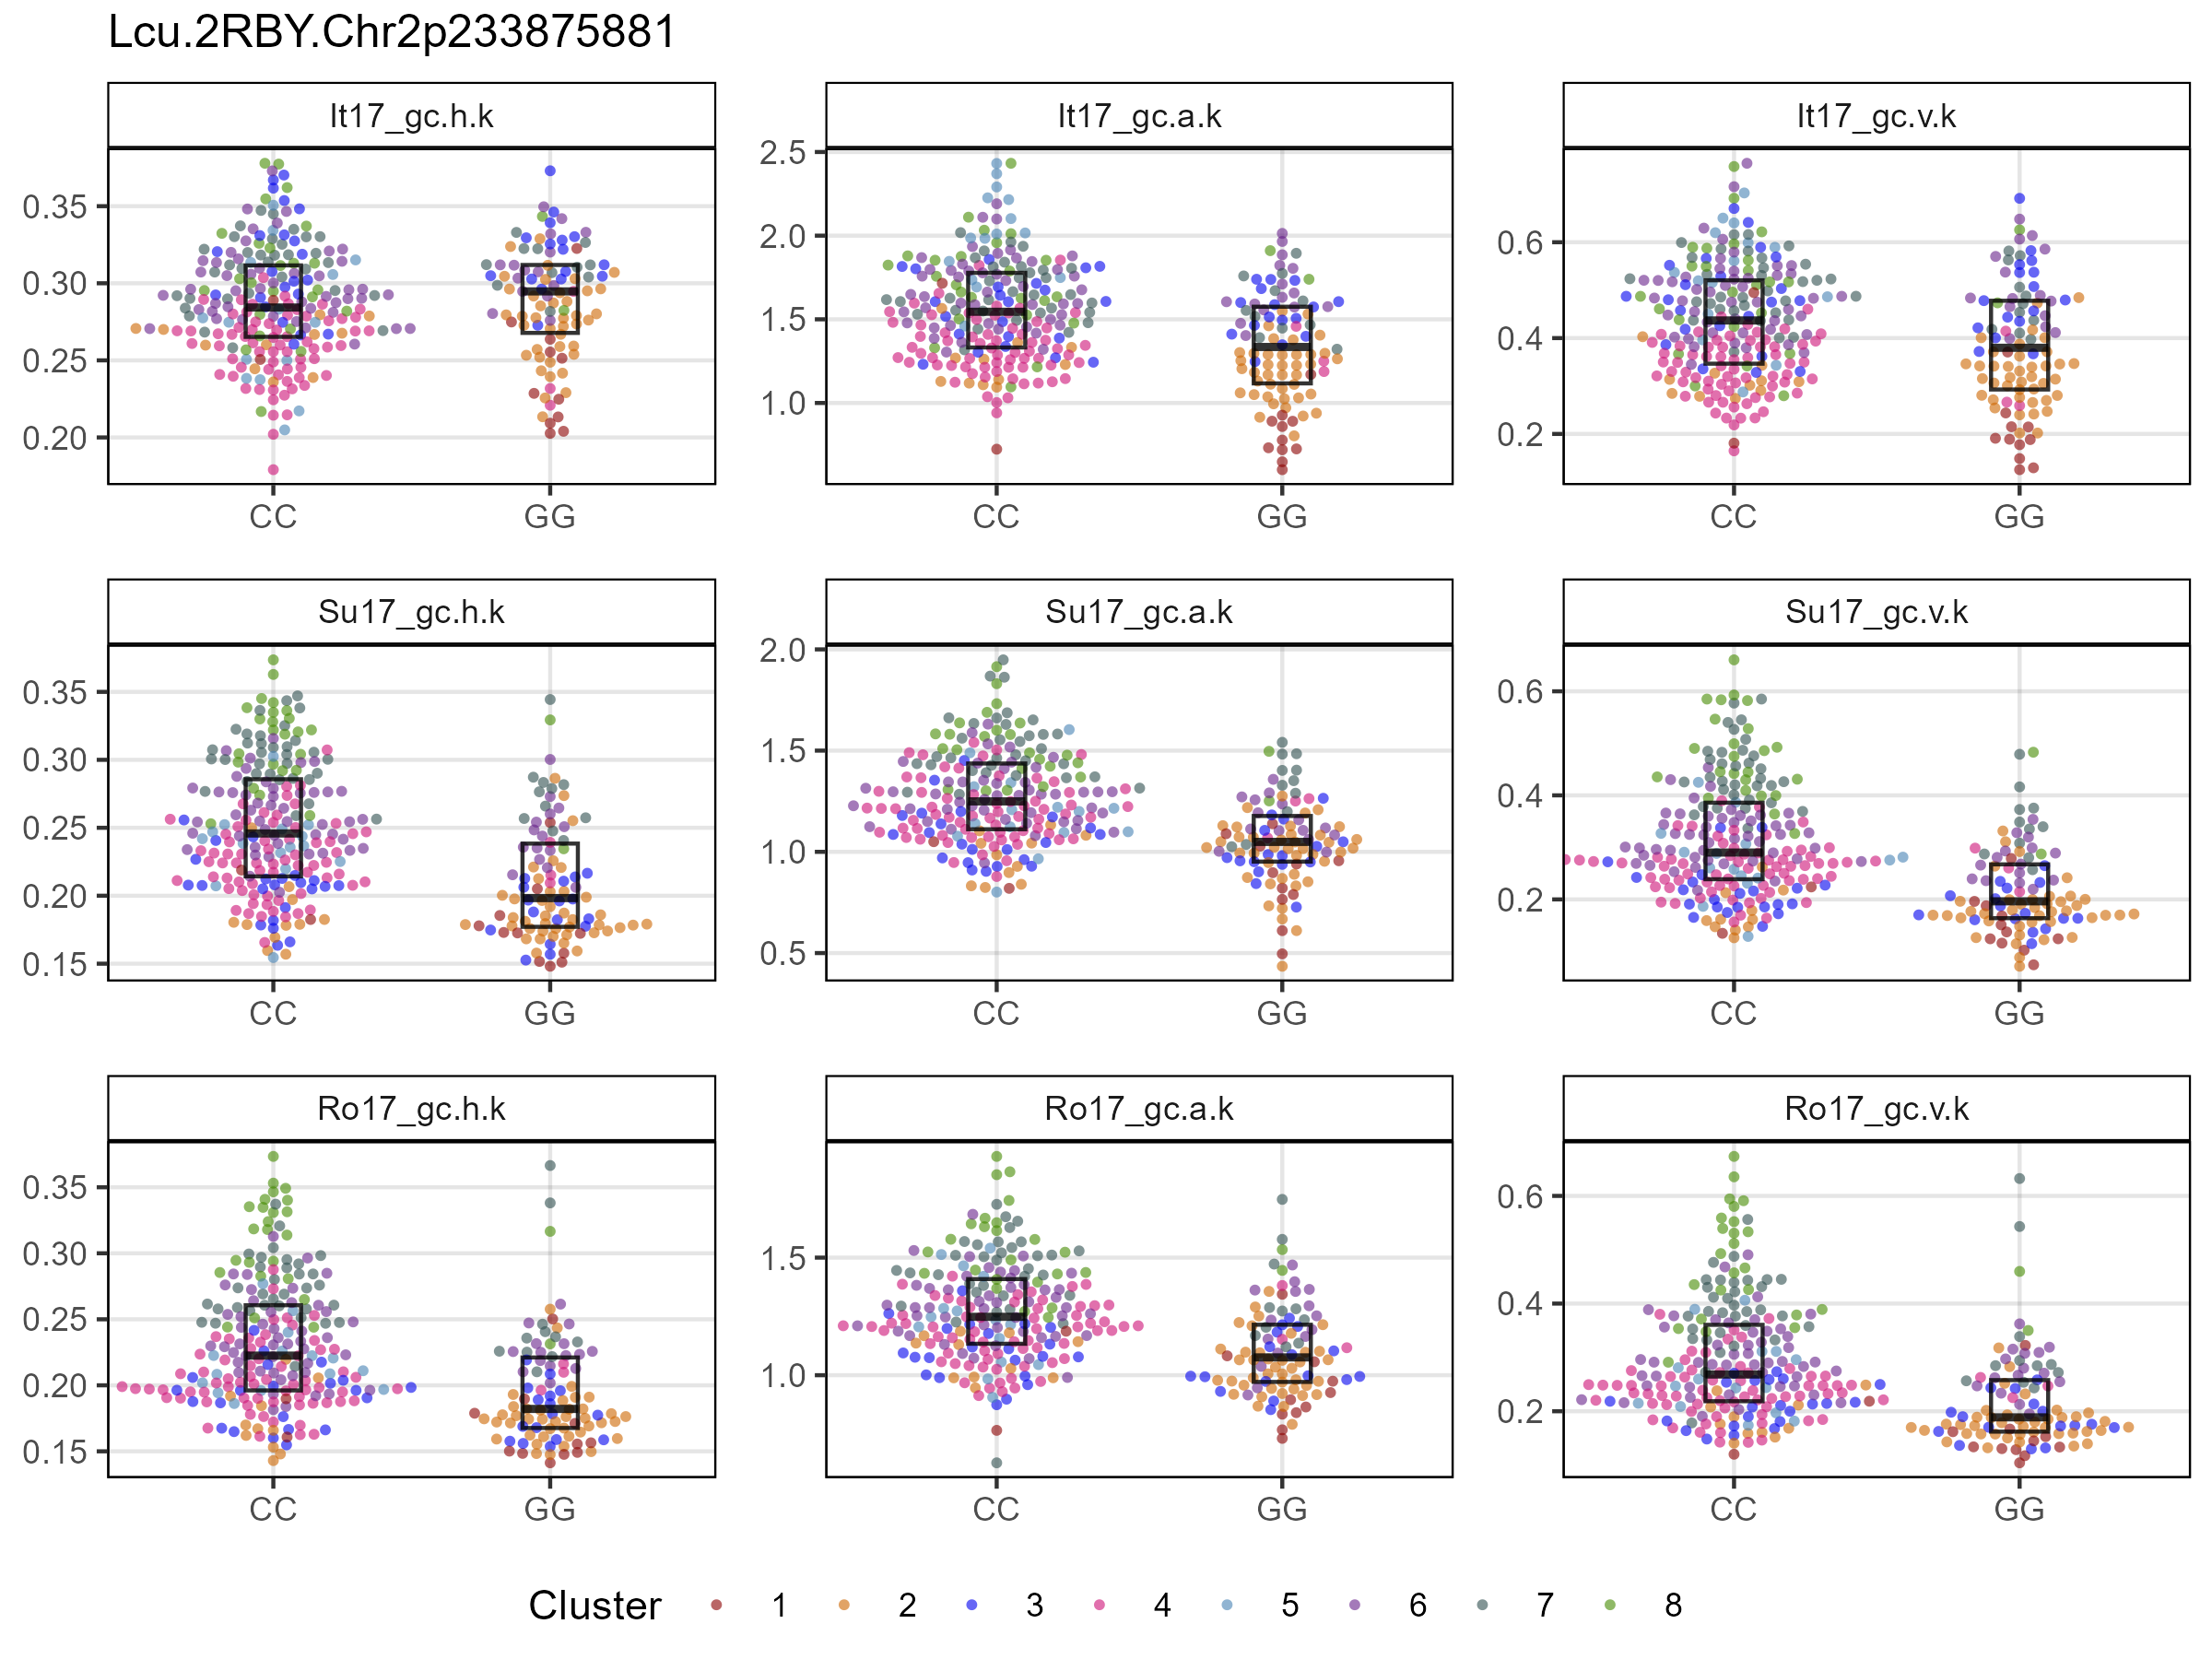 Lcu.2RBY.Chr2p233875881
It17_gc.h.k
It17_gc.a.k
It17_gc.v.k
0.35
0.30
0.25
0.20
CC
GG
2.5
2.0
1.5
1.0
CC
GG
0.6
0.4
0.2
CC
GG
Su17_gc.h.k
Su17_gc.a.k
Su17_gc.v.k
0.35
0.30
0.25
0.20
0.15
CC
GG
2.0
1.5
1.0
0.5
CC
GG
0.6
0.4
0.2
CC
GG
Ro17_gc.h.k
Ro17_gc.a.k
Ro17_gc.v.k
0.35
0.30
0.25
0.20
0.15
CC
GG
1.5
1.0
CC
GG
0.6
0.4
0.2
CC
GG
Cluster 1 2 3 4 5 6 7 8